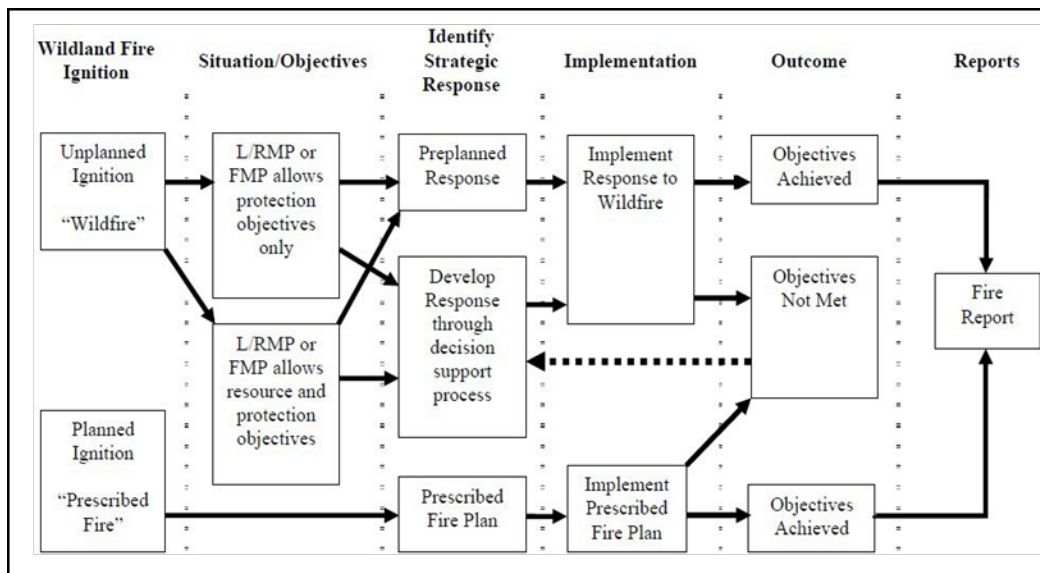 Wildland Fire
Ignition
Situation/Objectives
Identify
Strategic
Response
Implementation
Outcome
Reports
Unplanned
Ignition
“Wildfire”
L/RMP or
FMP allows
protection
objectives
only
Preplanned
Response
Implement
Response to
Wildfire
Objectives
Achieved
Develop
Response
through
decision
support
process
Objectives
Not Met
Fire
Report
L/RMP or
FMP allows
resource and
protection
objectives
Planned
Ignition
“Prescribed
Fire”
Prescribed
Fire Plan
Implement
Prescribed
Fire Plan
Objectives
Achieved